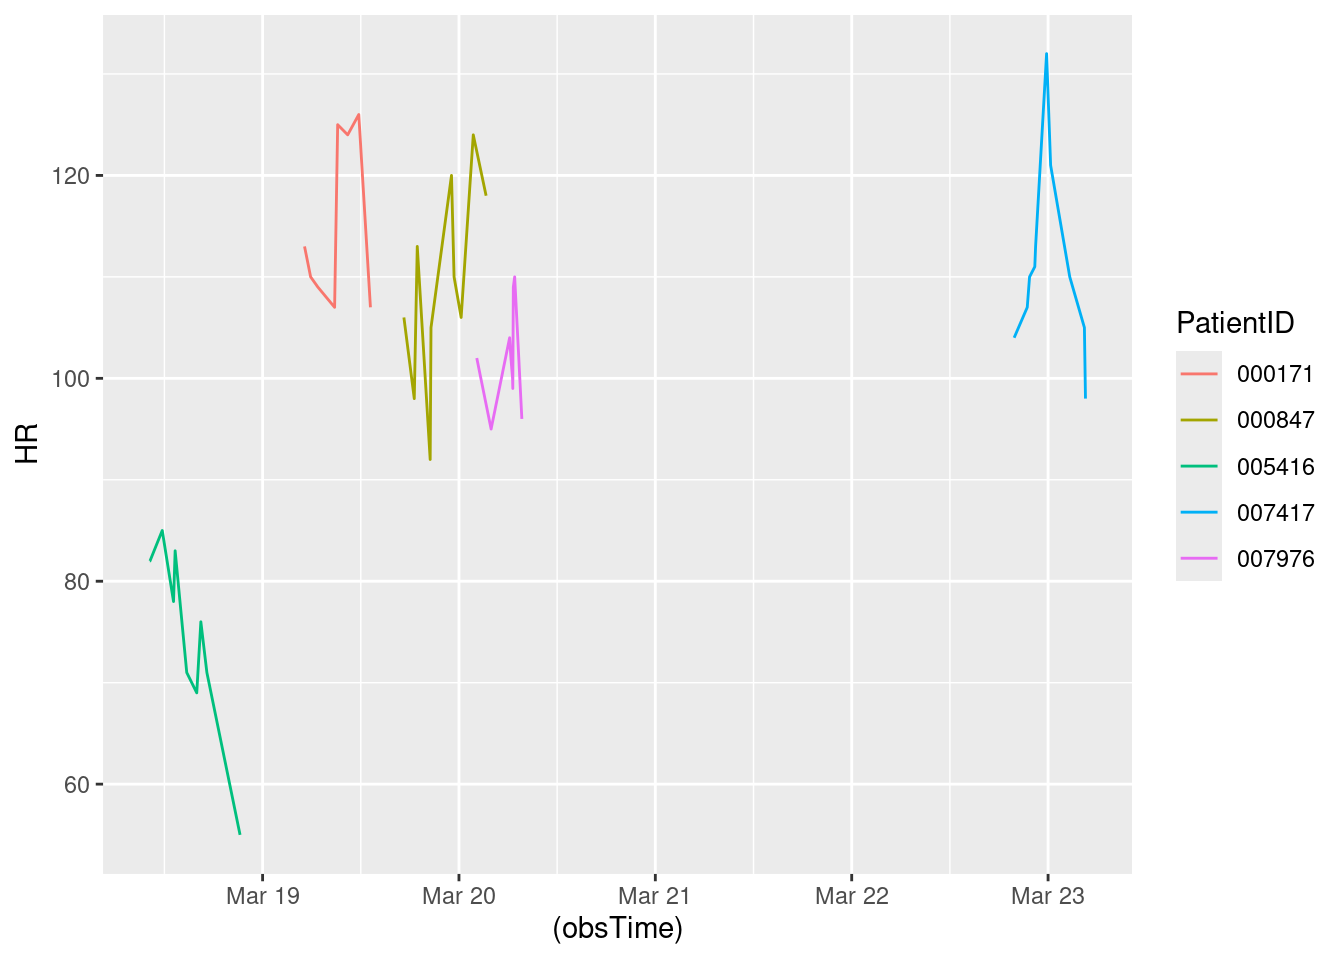 120
100
80
60
HR
Mar 19
Mar 20
Mar 21
Mar 22
Mar 23
(obsTime)
PatientID
000171
000847
005416
007417
007976